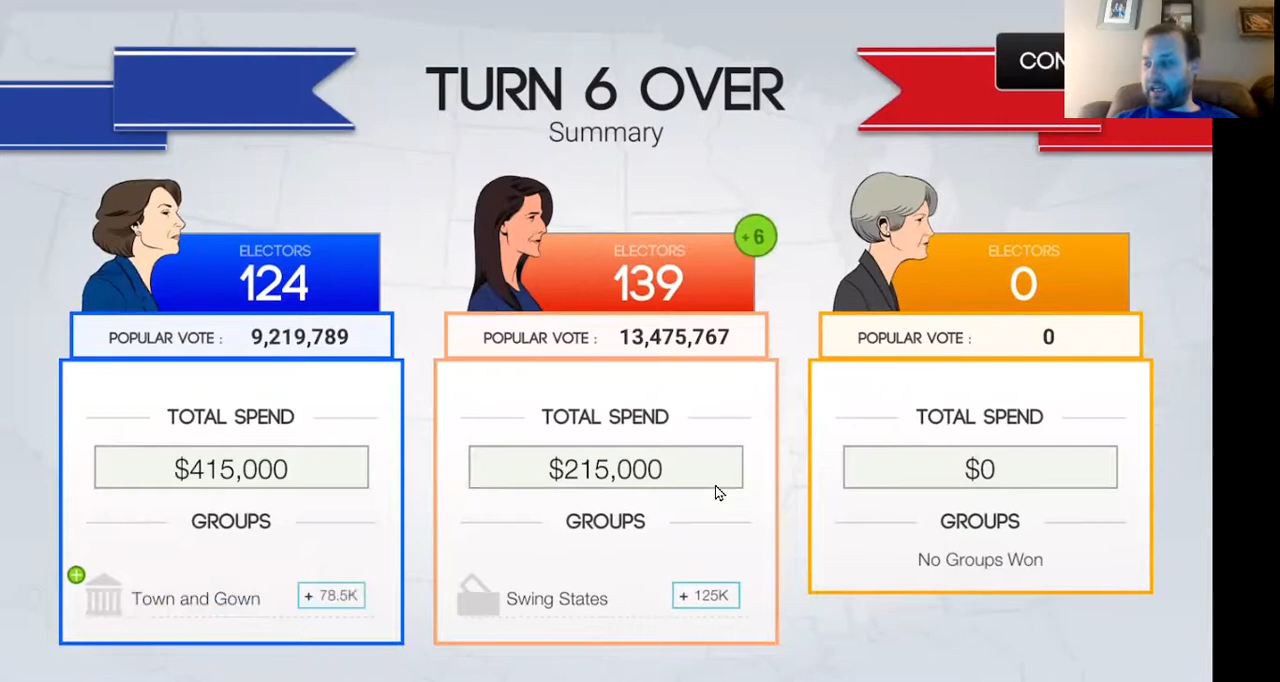 TURN 6 OVER
Summary
ELECTORS
124
POPULAR VOTE : 9,219,789
TOTAL SPEND
$415,000
GROUPS
Town and Gown + 78.5K
ELECTORS
139
+6
POPULAR VOTE : 13,475,767
TOTAL SPEND
$215,000
GROUPS
Swing States + 125K
ELECTORS
0
POPULAR VOTE : 0
TOTAL SPEND
$0
GROUPS
No Groups Won